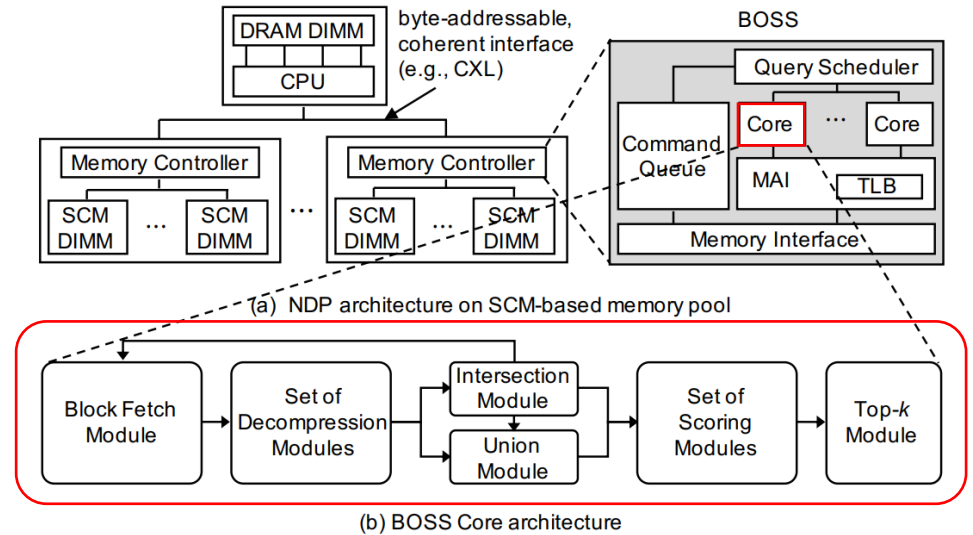 DRAM DIMM
CPU
byte-addressable,
coherent interface
(e.g., CXL)
Memory Controller
SCM
DIMM
...
SCM
DIMM
...
Memory Controller
SCM
DIMM
...
SCM
DIMM
BOSS
Query Scheduler
Command
Queue
Core
...
Core
MAI
TLB
Memory Interface
(a) NDP architecture on SCM-based memory pool
Block Fetch
Module
Set of
Decompression
Modules
Intersection
Module
Union
Module
Set of
Scoring
Modules
Top-k
Module
(b) BOSS Core architecture